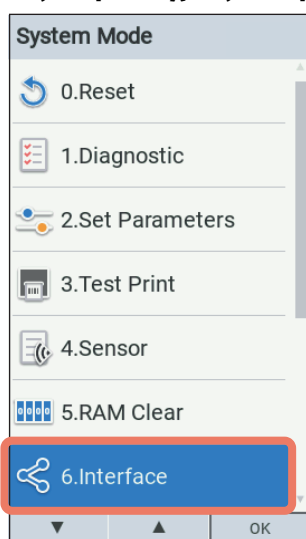 System Mode
0.Reset
1.Diagnostic
2.Set Parameters
3.Test Print
4.Sensor
5.RAM Clear
6.Interface
OK